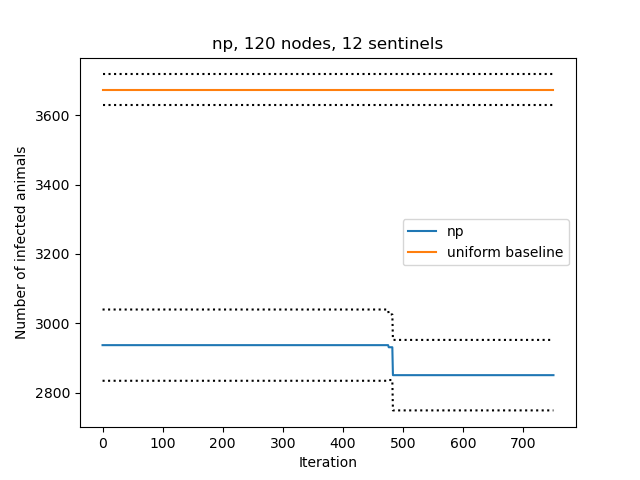 np, 120 nodes, 12 sentinels
Number of infected animals
3600
3400
3200
3000
2800
np
uniform baseline
0
100
200
300
400
500
600
700
Iteration